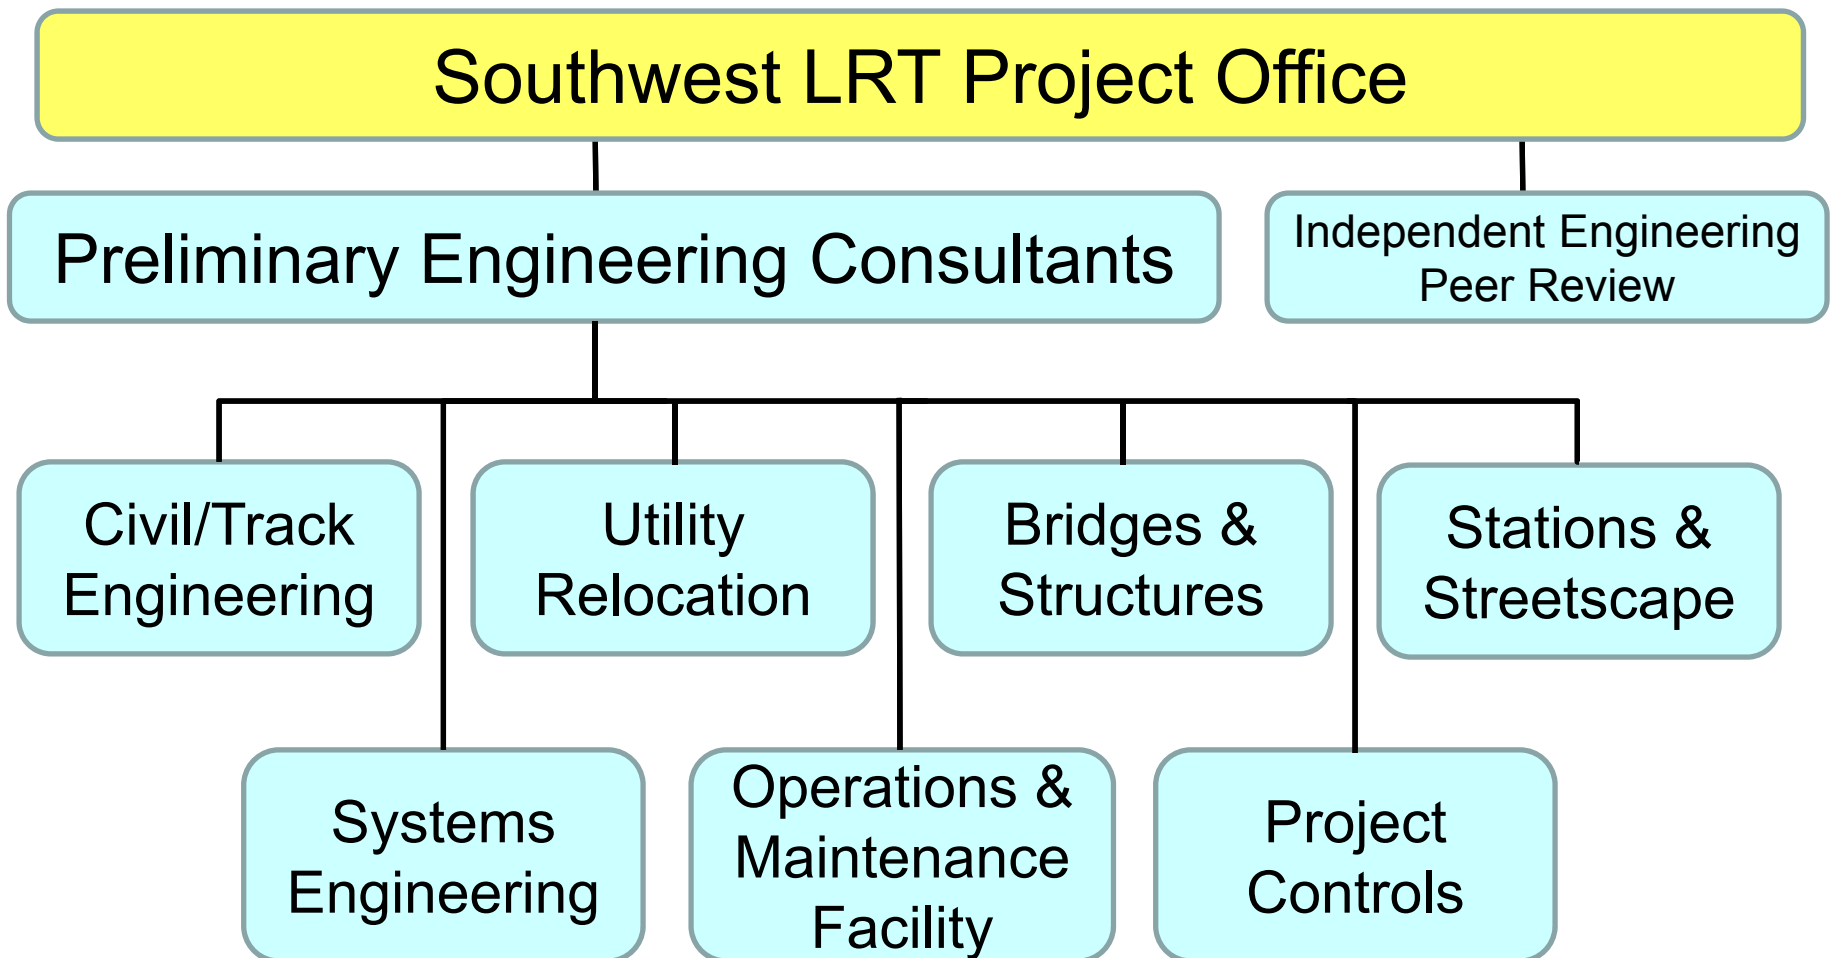 Southwest LRT Project Office
Preliminary Engineering Consultants
Independent Engineering
Peer Review
Civil/Track
Engineering
Utility
Relocation
Bridges &
Structures
Stations &
Streetscape
Systems
Engineering
Operations &
Maintenance
Facility
Project
Controls